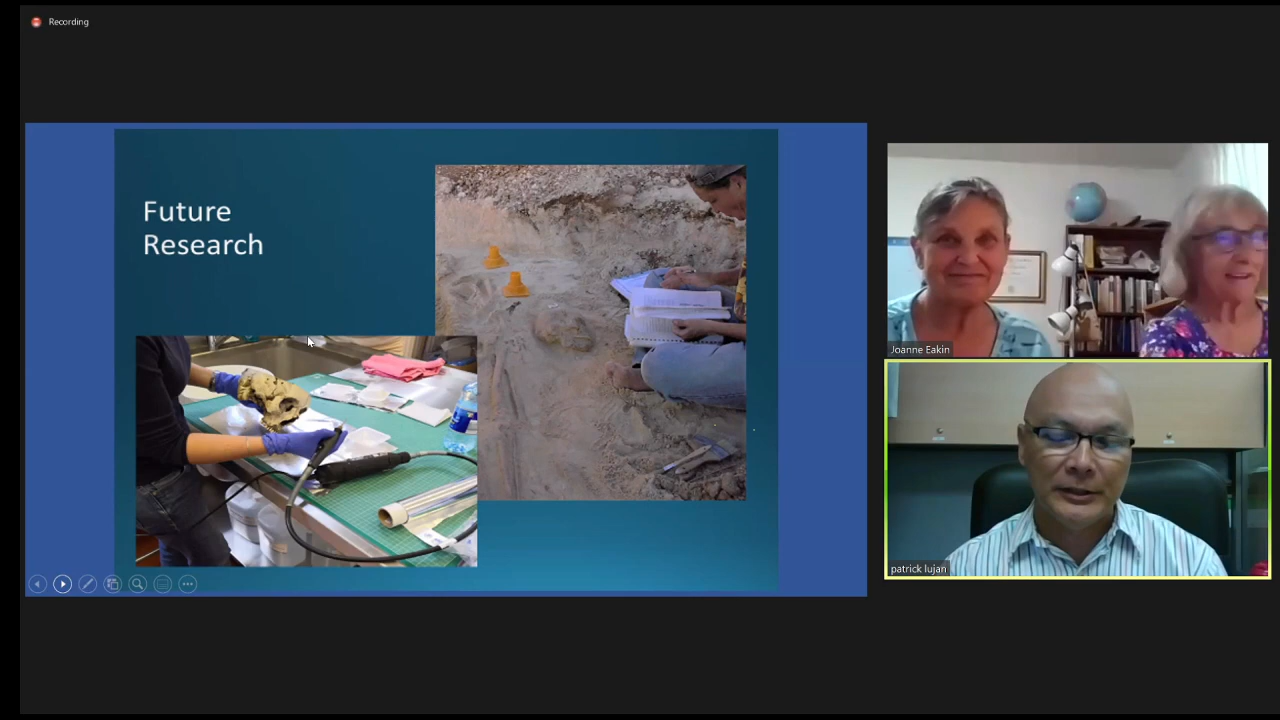 Recording
Future
Research
Joanne Eakin
patrick lujan